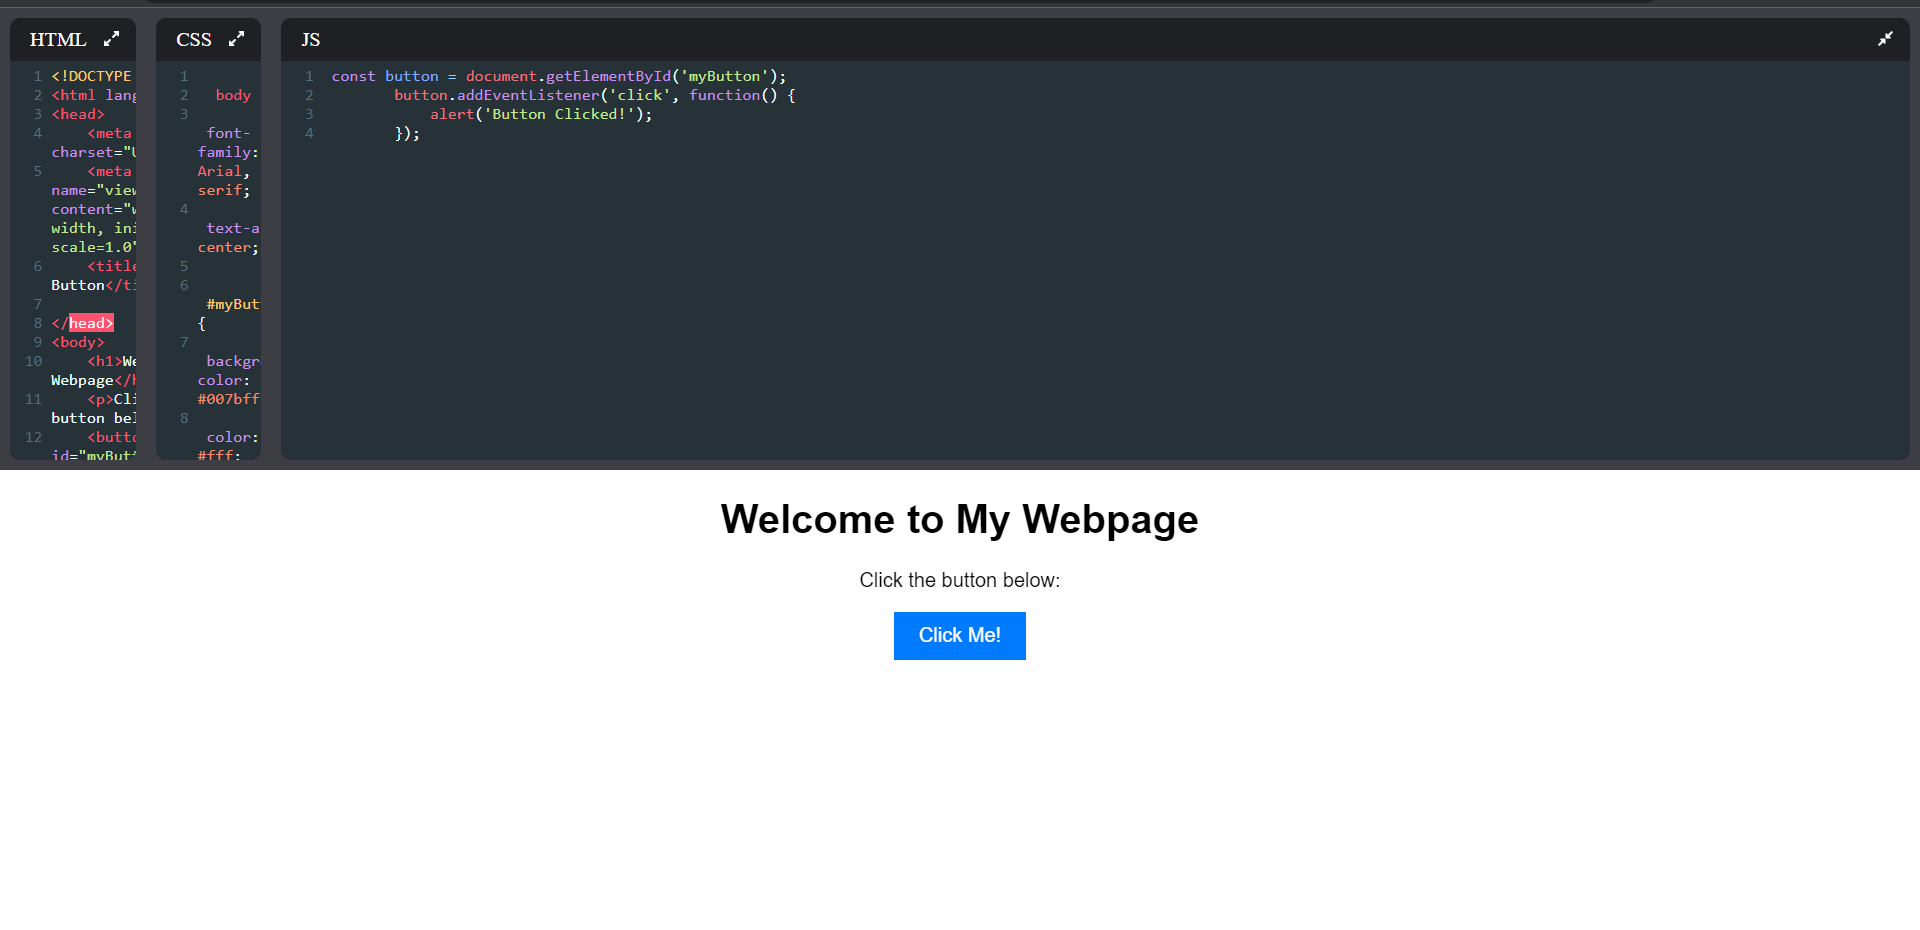 HTML
1 <!DOCTYPE
2 <html lang
3 <head>
4 <meta
charset="U
5 <meta
name="view
content="w
width, ini
scale=1.0"
6 <title
Button</ti
7
8 </head>
9 <body>
10 <h1>We
Webpage</h
11 <p>Cli
button bel
12 <butto
id="myButt
CSS
1
2 body
3
font-
family:
Arial,
serif;
4
text-a
center;
5
6
#myBut
{
7
backgr
color:
#007bff
8
color:
#fff;
JS
1 const button = document.getElementById('myButton');
2 button.addEventListener('click', function() {
3 alert('Button Clicked!');
4 });
Welcome to My Webpage
Click the button below:
Click Me!